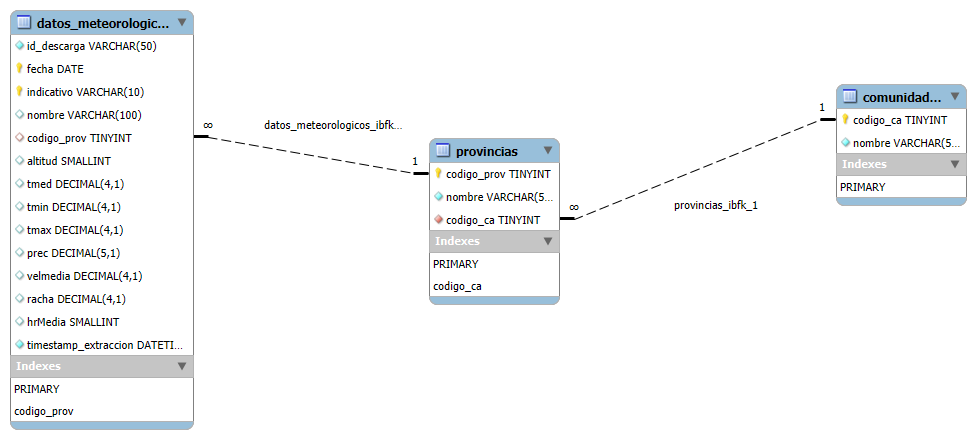 datos_meteorologic...
id_descarga VARCHAR(50)
fecha DATE
indicativo VARCHAR(10)
nombre VARCHAR(100)
codigo_prov TINYINT
altitud SMALLINT
tmed DECIMAL(4,1)
tmin DECIMAL(4,1)
tmax DECIMAL(4,1)
prec DECIMAL(5,1)
velmedia DECIMAL(4,1)
racha DECIMAL(4,1)
hrMedia SMALLINT
timestamp_extraccion DATETI...
Indexes
PRIMARY
codigo_prov
∞
datos_meteorologicos_ibfk...
1
provincias
codigo_prov TINYINT
nombre VARCHAR(5...
codigo_ca TINYINT
Indexes
PRIMARY
codigo_ca
∞
provincias_ibfk_1
1
comunidad...
codigo_ca TINYINT
nombre VARCHAR(5...
Indexes
PRIMARY